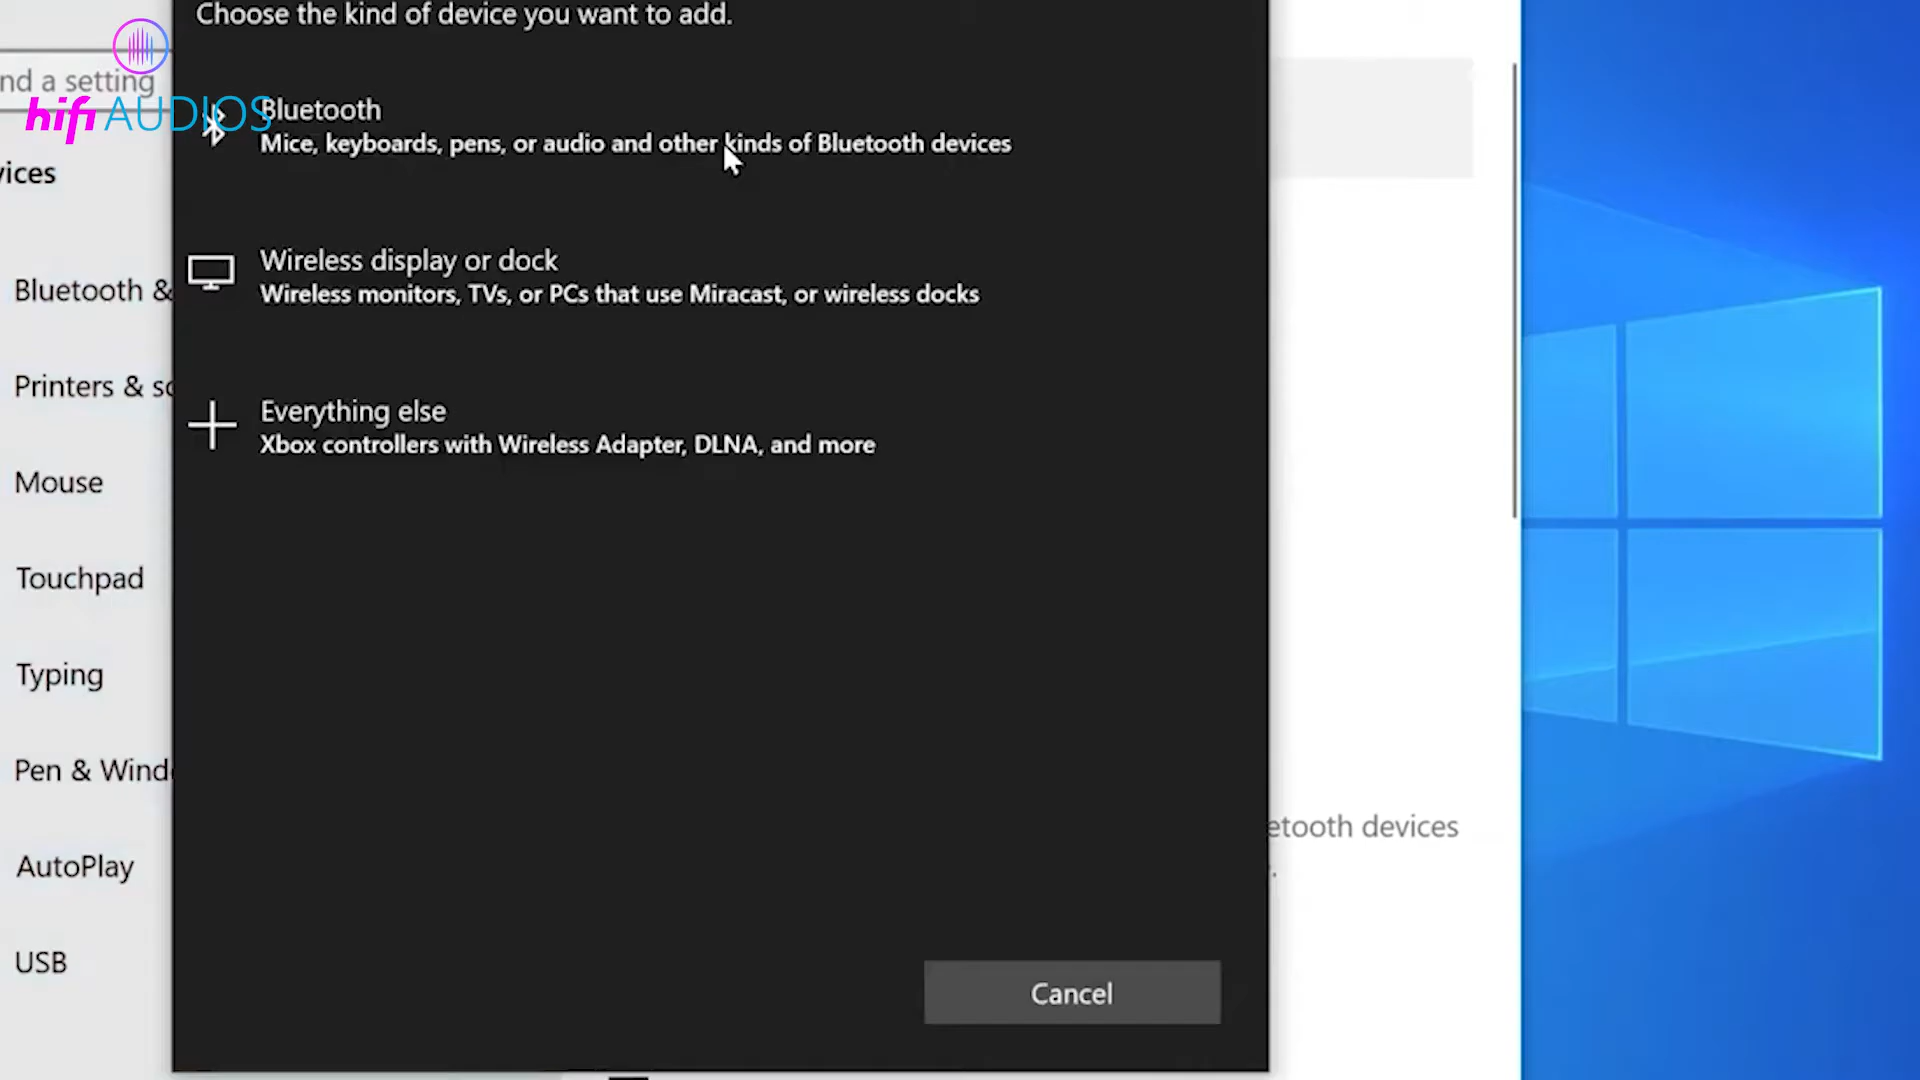 Choose the kind of device you want to add.
nd a setting
hifi AUDIOS
Bluetooth
Mice, keyboards, pens, or audio and other kinds of Bluetooth devices
vices
Wireless display or dock
Wireless monitors, TVs, or PCs that use Miracast, or wireless docks
Bluetooth &
Printers & sc
Everything else
Xbox controllers with Wireless Adapter, DLNA, and more
Mouse
Touchpad
Typing
Pen & Wind
etooth devices
AutoPlay
USB
Cancel